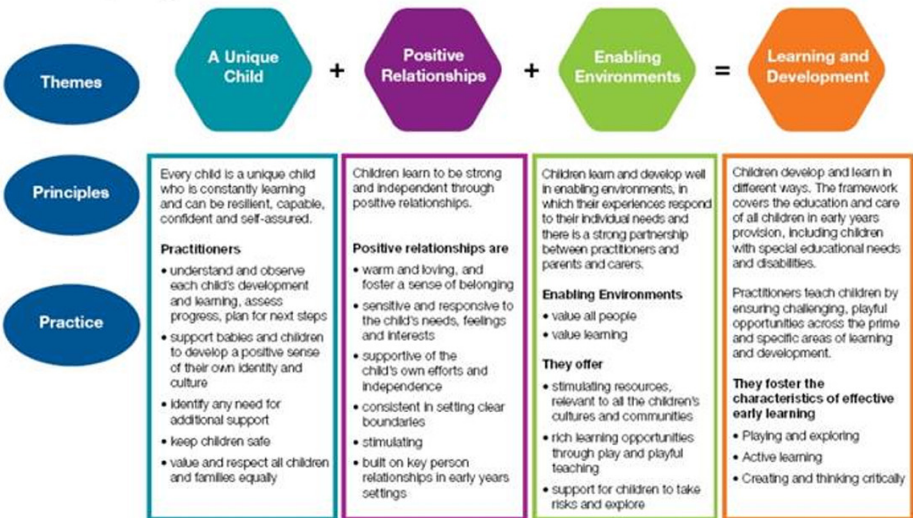 Themes
A Unique
Child
+
Positive
Relationships
+
Enabling
Environments
=
Learning and
Development
Principles
Practice
Every child is a unique child
who is constantly learning
and can be resilient, capable,
confident and self-assured.
Practitioners
• understand and observe
each child's development
and learning, assess
progress, plan for next steps
• support babies and children
to develop a positive sense
of their own identity and
culture
• identify any need for
additional support
• keep children safe
• value and respect all children
and families equally
Children learn to be strong
and independent through
positive relationships.
Positive relationships are
• warm and loving, and
foster a sense of belonging
• sensitive and responsive to
the child's needs, feelings
and interests
• supportive of the
child's own efforts and
independence
• consistent in setting clear
boundaries
• stimulating
• built on key person
relationships in early years
settings
Children learn and develop well
in enabling environments, in
which their experiences respond
to their individual needs and
there is a strong partnership
between practitioners and
parents and carers.
Enabling Environments
• value all people
• value learning
They offer
• stimulating resources,
relevant to all the children's
cultures and communities
• rich learning opportunities
through play and playful
teaching
• support for children to take
risks and explore
Children develop and learn in
different ways. The framework
covers the education and care
of all children in early years
provision, including children
with special educational needs
and disabilities.
Practitioners teach children by
ensuring challenging, playful
opportunities across the prime
and specific areas of learning
and development.
They foster the
characteristics of effective
early learning
• Playing and exploring
• Active learning
• Creating and thinking critically